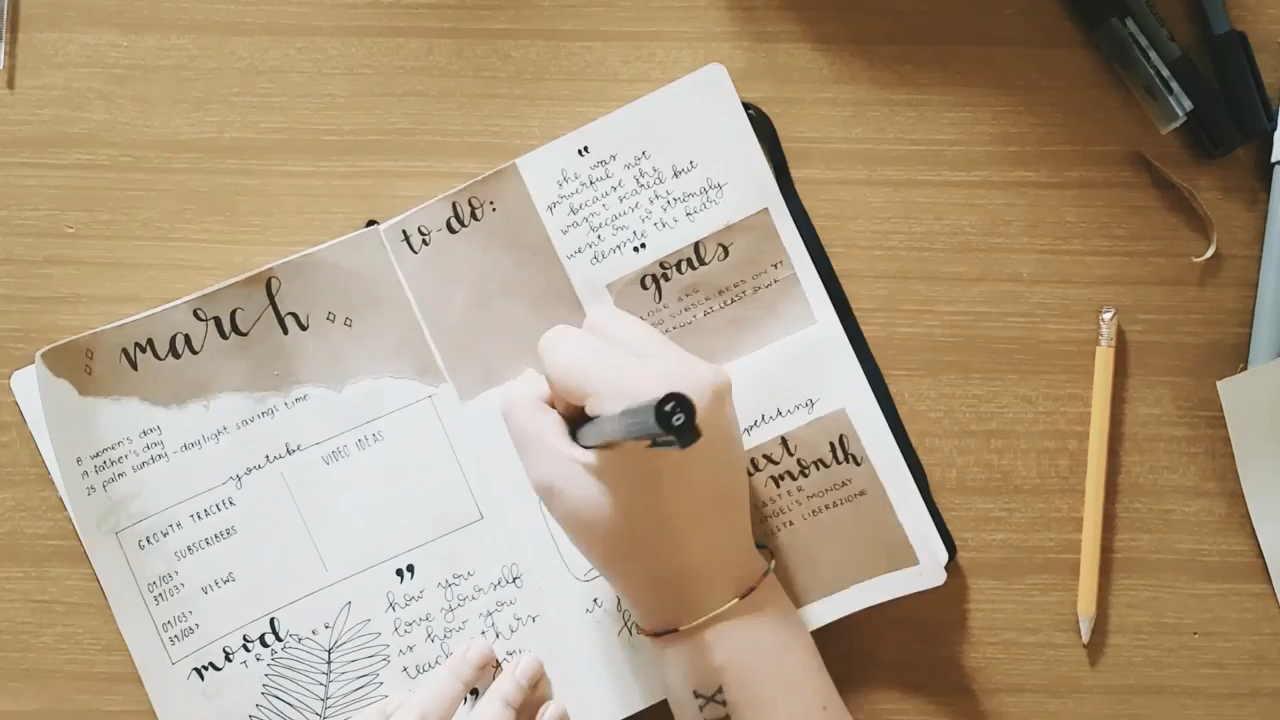 march
8-women's day
19-father's day
25 palm sunday-daylight savings time
youtube
GROWTH TRACKER
SUBSCRIBERS
01/03>
31/03>
VIEWS
01/03>
31/03>
VIDEO IDEAS
mood
TRACKER
"
how you
love yourself
is how you
teach
you
"
to-do:
"
she was
powerful not
because she
wasn't scared but
because she
went on so strongly
despite the fear
"
goals
LOSE 3KG
SUBSCRIBERS ON YT
AT LEAST 3X/WK
next
month
EASTER
ANGEL'S MONDAY
FESTA LIBERAZIONE
it